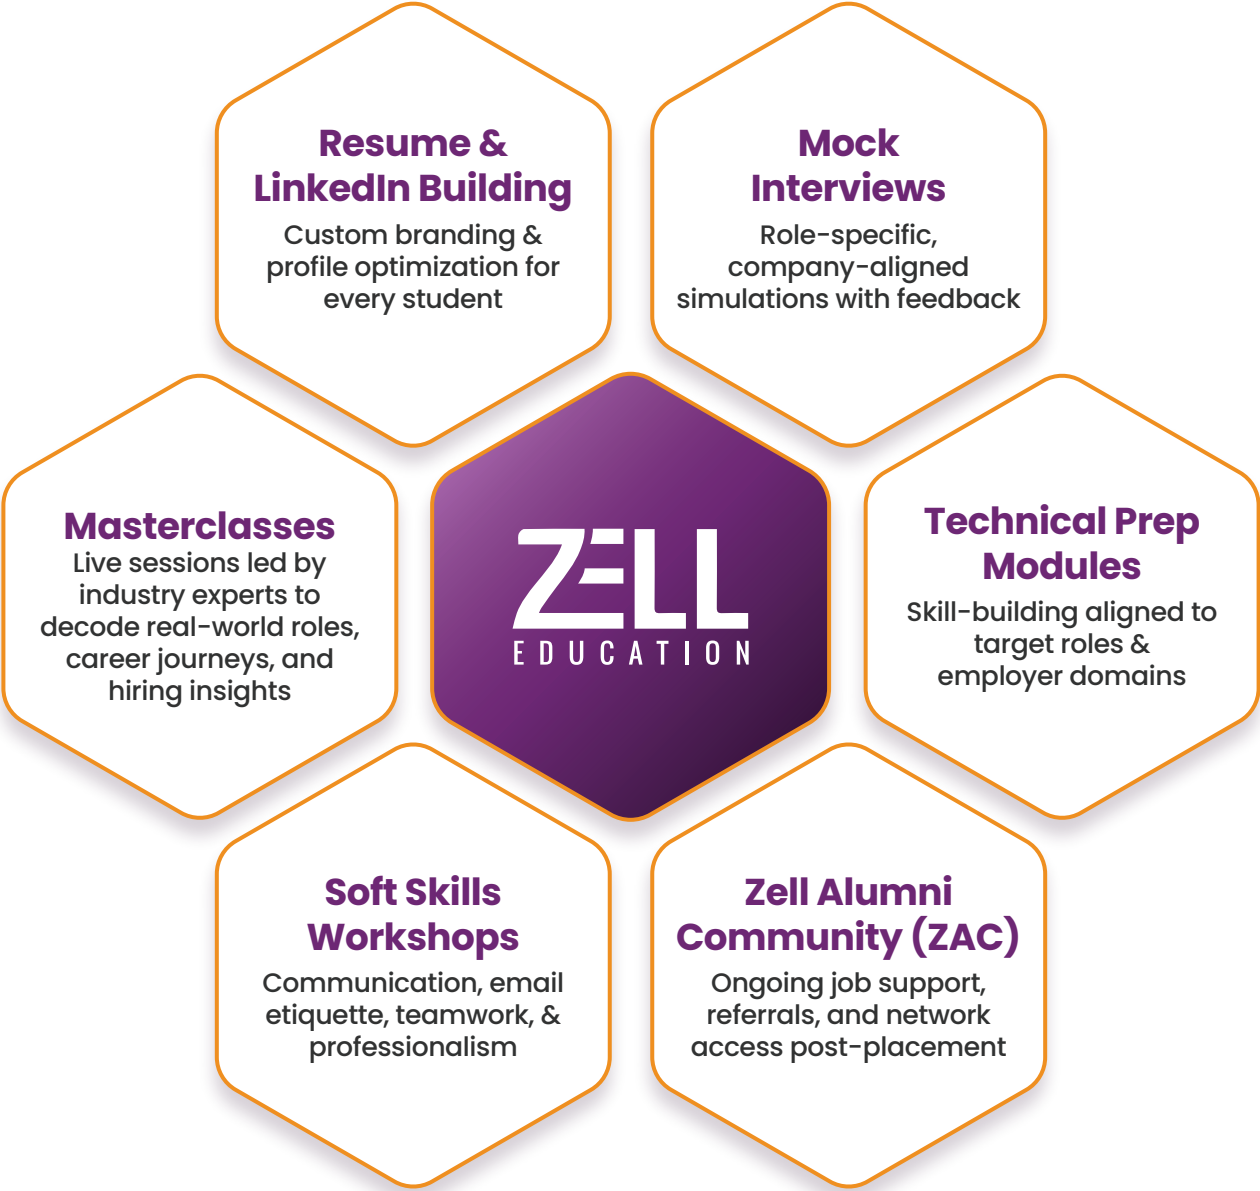 Resume &
LinkedIn Building
Custom branding &
profile optimization for
every student
Mock
Interviews
Role-specific,
company-aligned
simulations with feedback
Masterclasses
Live sessions led by
industry experts to
decode real-world roles,
career journeys, and
hiring insights
ZELL
EDUCATION
Technical Prep
Modules
Skill-building aligned to
target roles &
employer domains
Soft Skills
Workshops
Communication, email
etiquette, teamwork, &
professionalism
Zell Alumni
Community (ZAC)
Ongoing job support,
referrals, and network
access post-placement